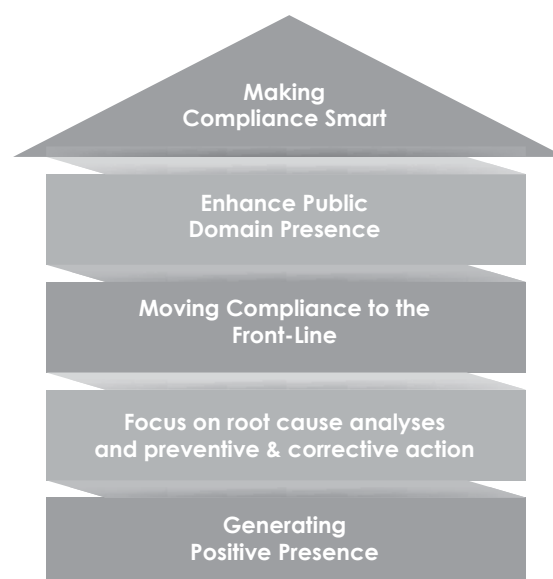 Making
Compliance Smart
Enhance Public
Domain Presence
Moving Compliance to the
Front-Line
Focus on root cause analyses
and preventive & corrective action
Generating
Positive Presence